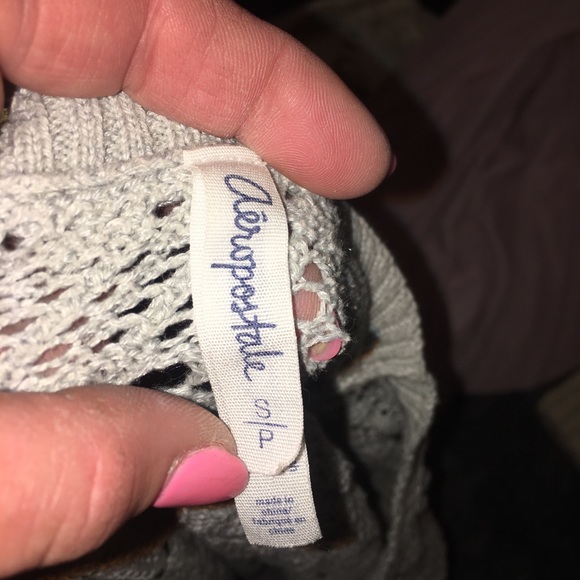 aéropostale
s/p
made in
china/
fabriqué en
chine